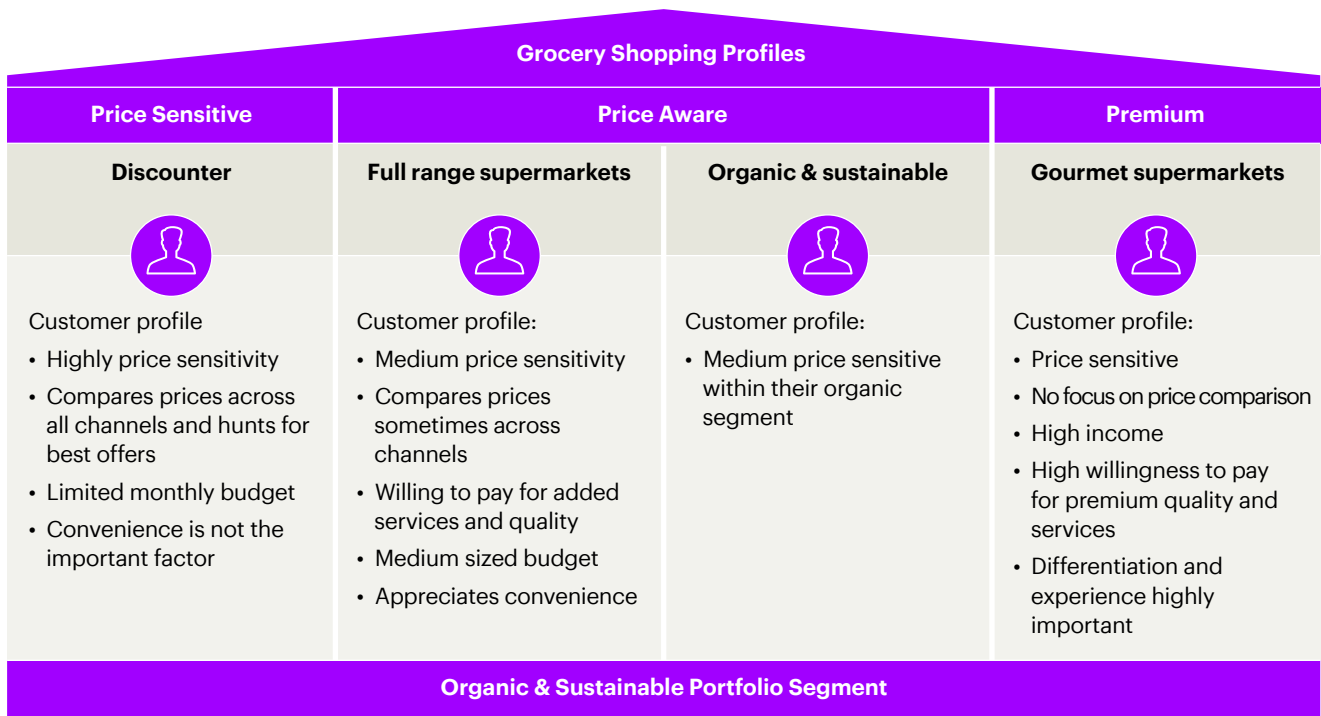 Grocery Shopping Profiles
Price Sensitive
Price Aware
Premium
Discounter
Full range supermarkets
Organic & sustainable
Gourmet supermarkets
Customer profile
• Highly price sensitivity
• Compares prices across
all channels and hunts for
best offers
• Limited monthly budget
• Convenience is not the
important factor
Customer profile:
• Medium price sensitivity
• Compares prices
sometimes across
channels
• Willing to pay for added
services and quality
• Medium sized budget
• Appreciates convenience
Customer profile:
• Medium price sensitive
within their organic
segment
Customer profile:
• Price sensitive
• No focus on price comparison
• High income
• High willingness to pay
for premium quality and
services
• Differentiation and
experience highly
important
Organic & Sustainable Portfolio Segment